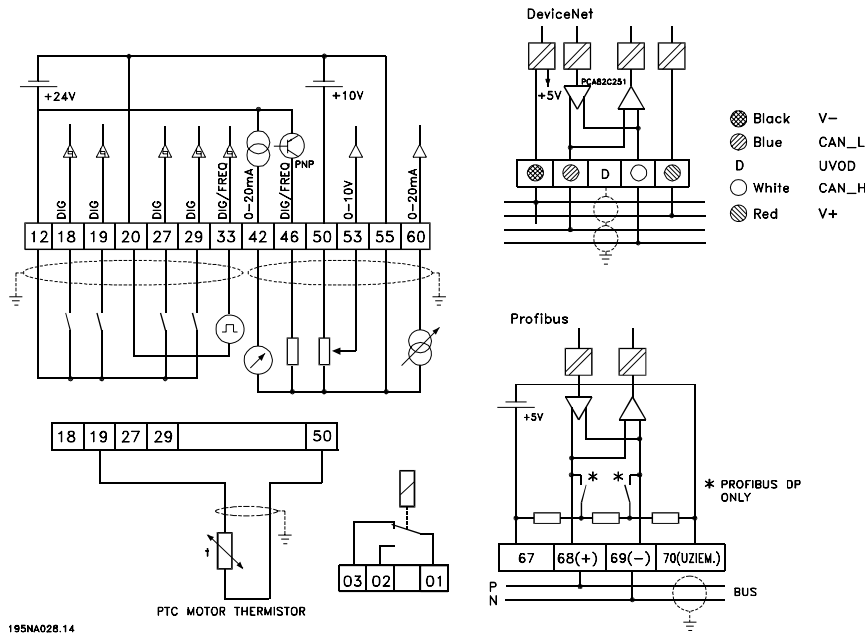 DeviceNet
PCA82C251
+5V
+24V
+10V
PNP
DIG
DIG
DIG
DIG
DIG/FREQ
0-20mA
DIG/FREQ
0-10V
0-20mA
12 18 19 20 27 29 33 42 46 50 53 55 60
D
Black V-
Blue CAN_L
D UVOD
White CAN_H
Red V+
Profibus
+5V
* *
* PROFIBUS DP
ONLY
67 68(+) 69(-) 70(UZIEM.)
P
N
BUS
18 19 27 29 50
t
PTC MOTOR THERMISTOR
03 02 01
195NA028.14